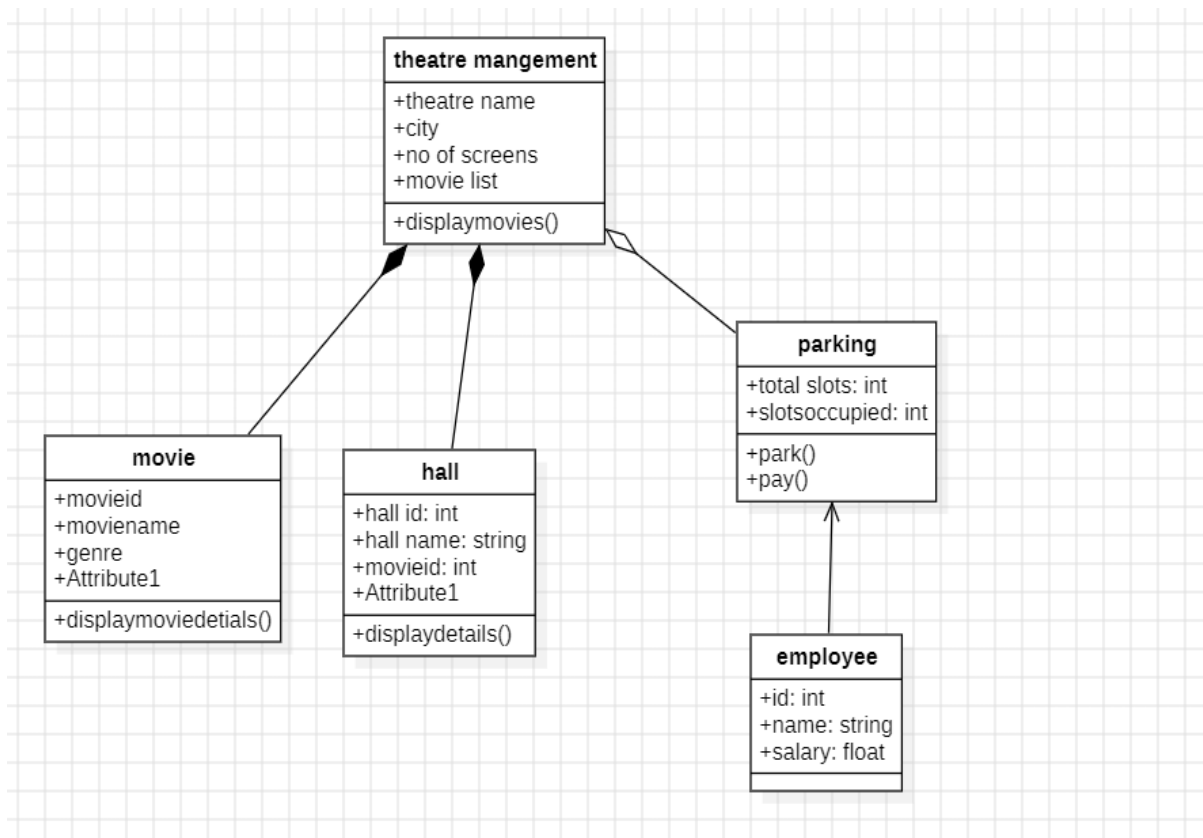 theatre mangement
+theatre name
+city
+no of screens
+movie list
+displaymovies()
movie
+movieid
+moviename
+genre
+Attribute1
+displaymoviedetials()
hall
+hall id: int
+hall name: string
+movieid: int
+Attribute1
+displaydetails()
parking
+total slots: int
+slotsoccupied: int
+park()
+pay()
employee
+id: int
+name: string
+salary: float